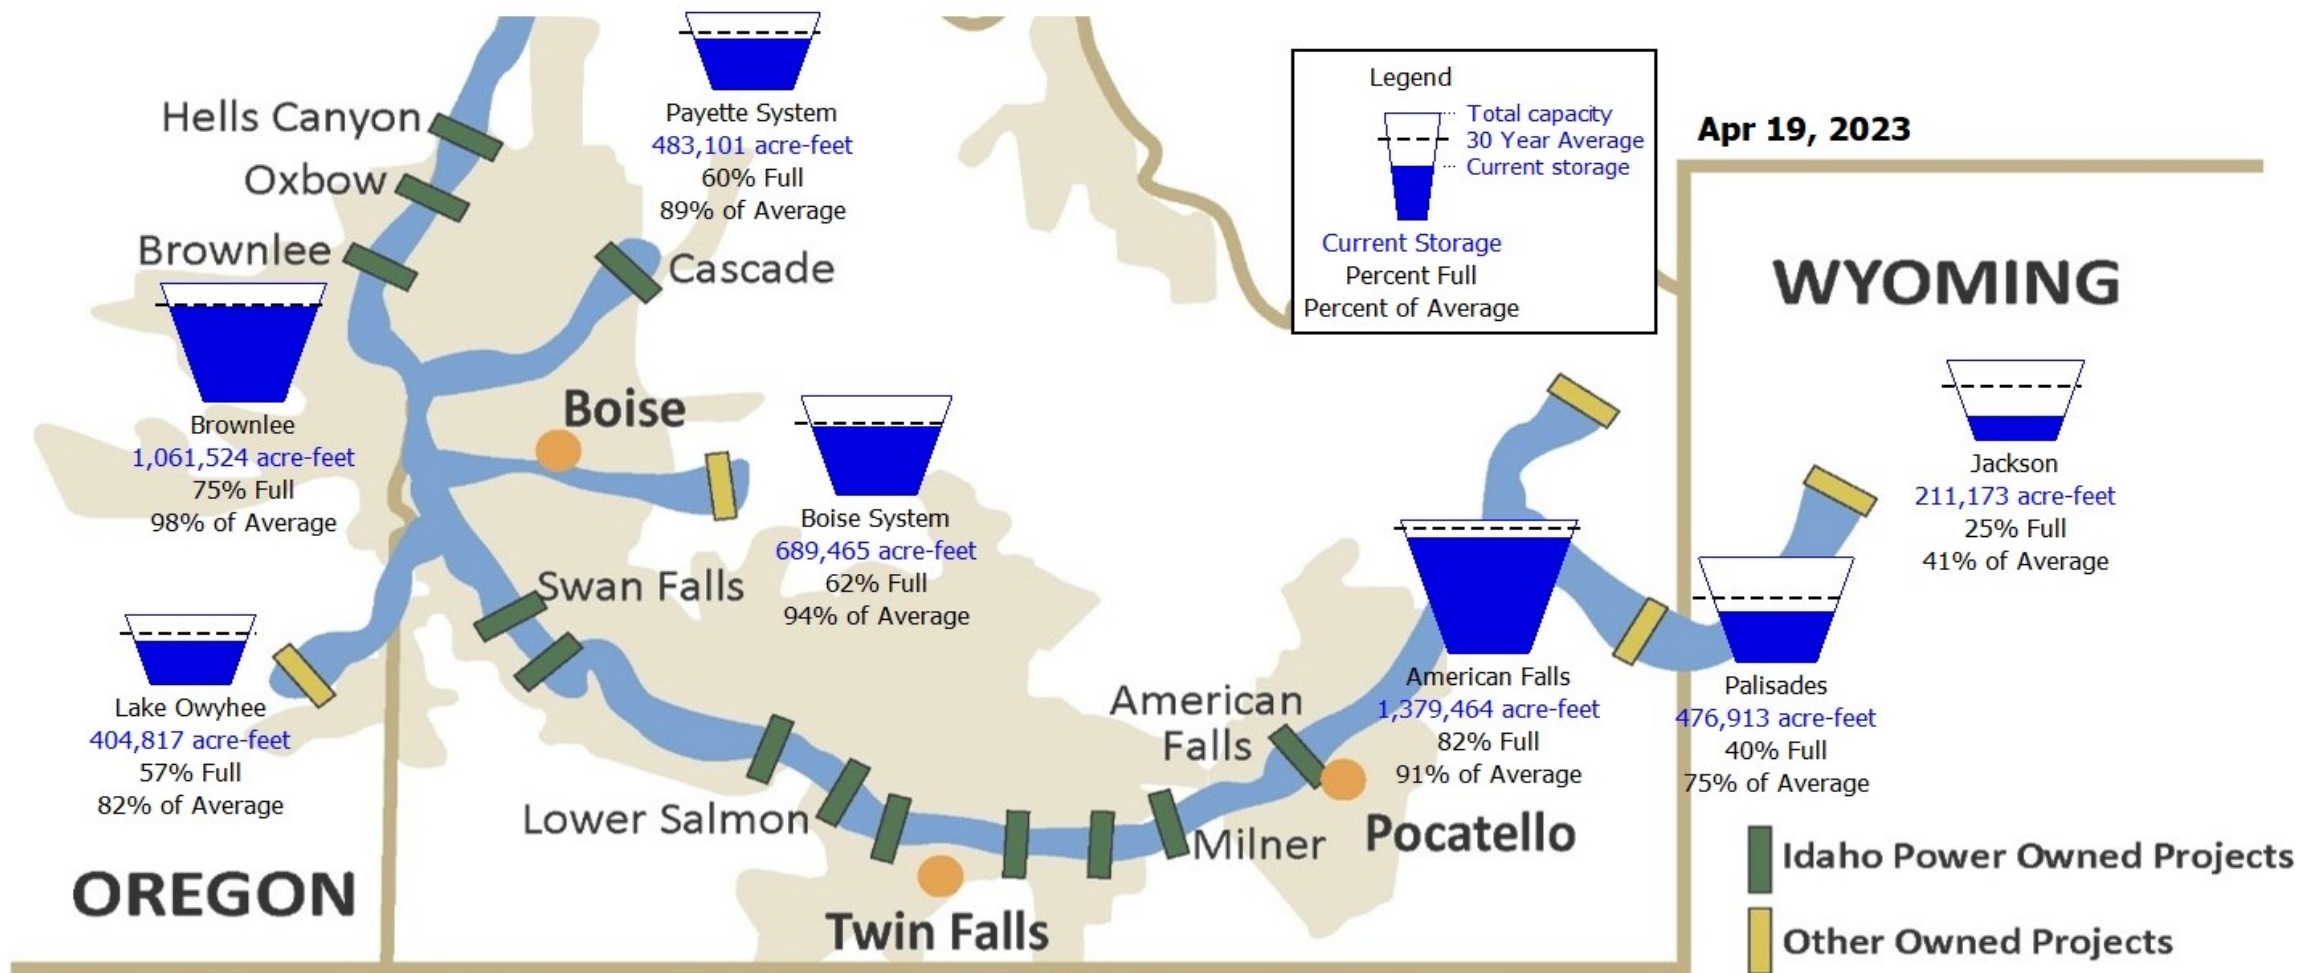 Payette System
483,101 acre-feet
60% Full
89% of Average
Legend
Total capacity
30 Year Average
Current storage
Current Storage
Percent Full
Percent of Average
Apr 19, 2023
Hells Canyon
Oxbow
Brownlee
Cascade
WYOMING
Brownlee
1,061,524 acre-feet
75% Full
98% of Average
Boise
Boise System
689,465 acre-feet
62% Full
94% of Average
Jackson
211,173 acre-feet
25% Full
41% of Average
Swan Falls
Lake Owyhee
404,817 acre-feet
57% Full
82% of Average
American
Falls
American Falls
1,379,464 acre-feet
82% Full
91% of Average
Palisades
476,913 acre-feet
40% Full
75% of Average
Lower Salmon
Milner
Pocatello
OREGON
Twin Falls
Idaho Power Owned Projects
Other Owned Projects